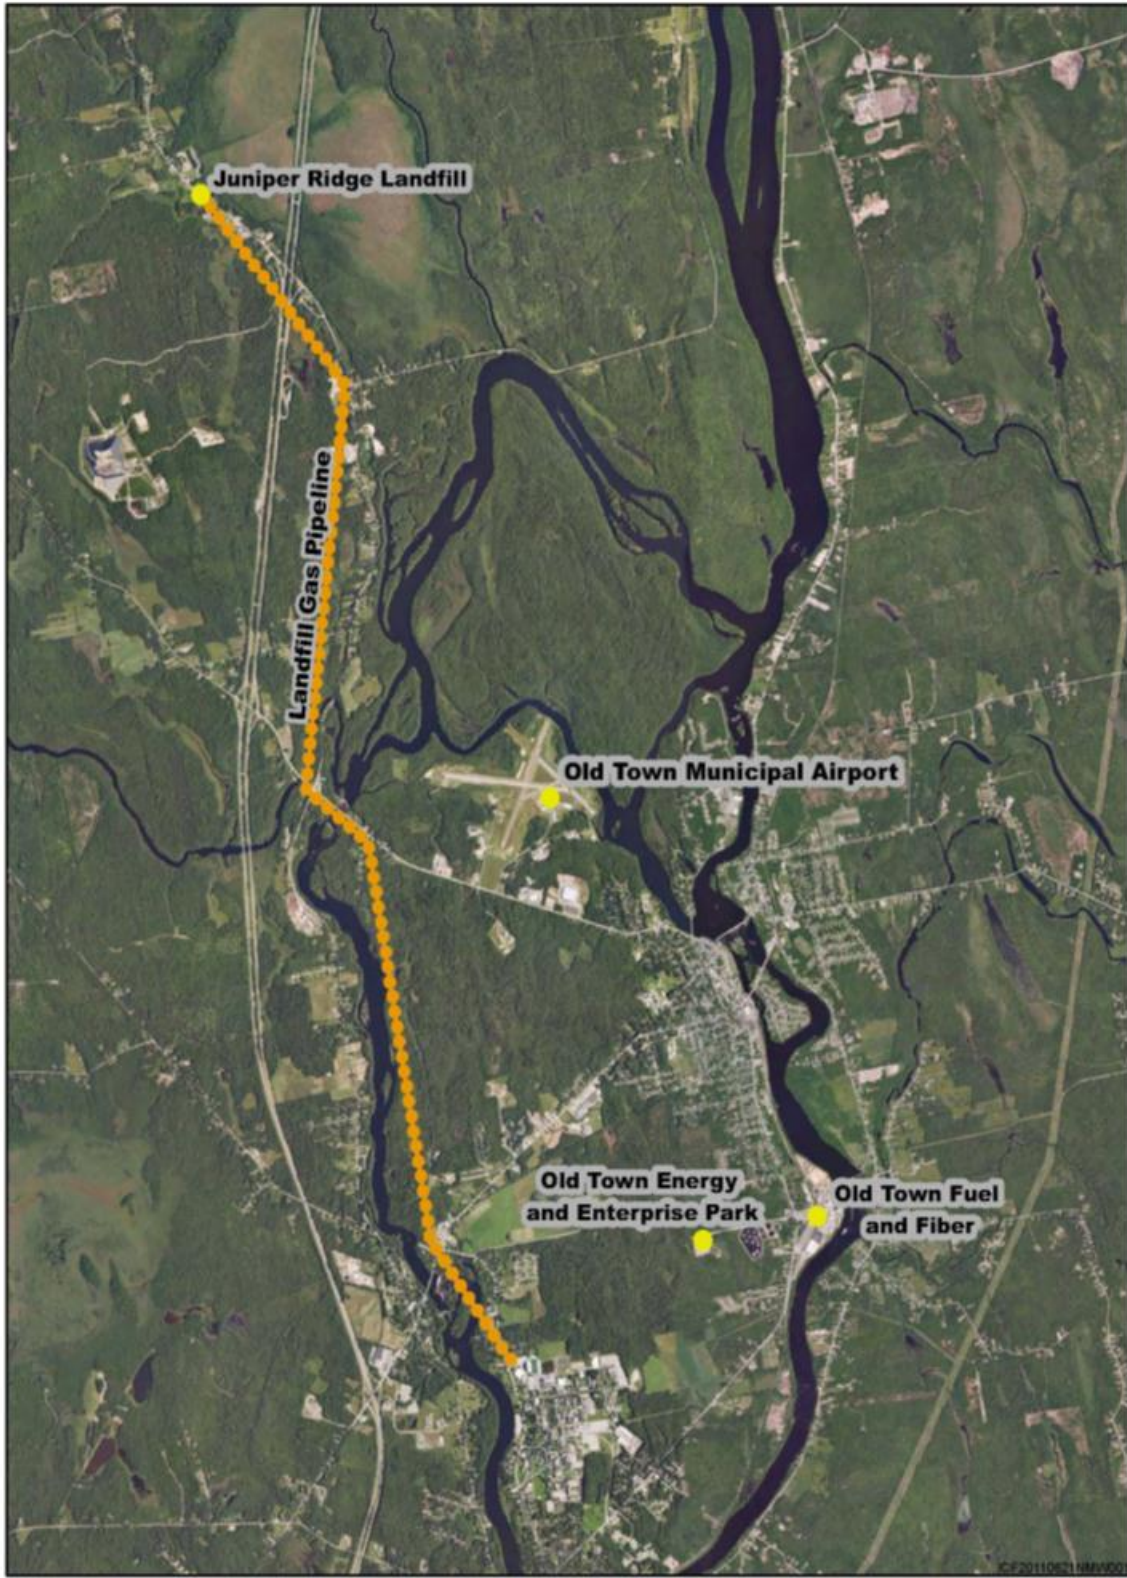 Juniper Ridge Landfill
Landfill Gas Pipeline
Old Town Municipal Airport
Old Town Energy
and Enterprise Park
Old Town Fuel
and Fiber